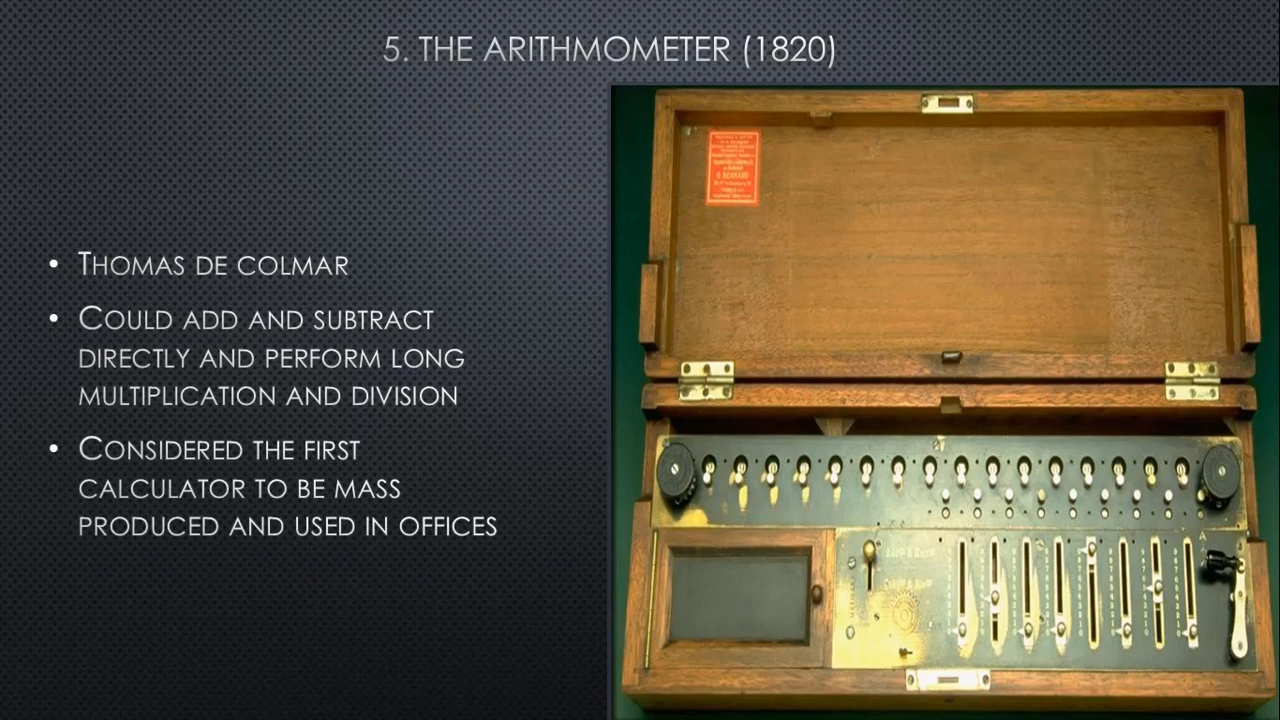 5. THE ARITHMOMETER (1820)
• THOMAS DE COLMAR
• COULD ADD AND SUBTRACT
DIRECTLY AND PERFORM LONG
MULTIPLICATION AND DIVISION
• CONSIDERED THE FIRST
CALCULATOR TO BE MASS
PRODUCED AND USED IN OFFICES